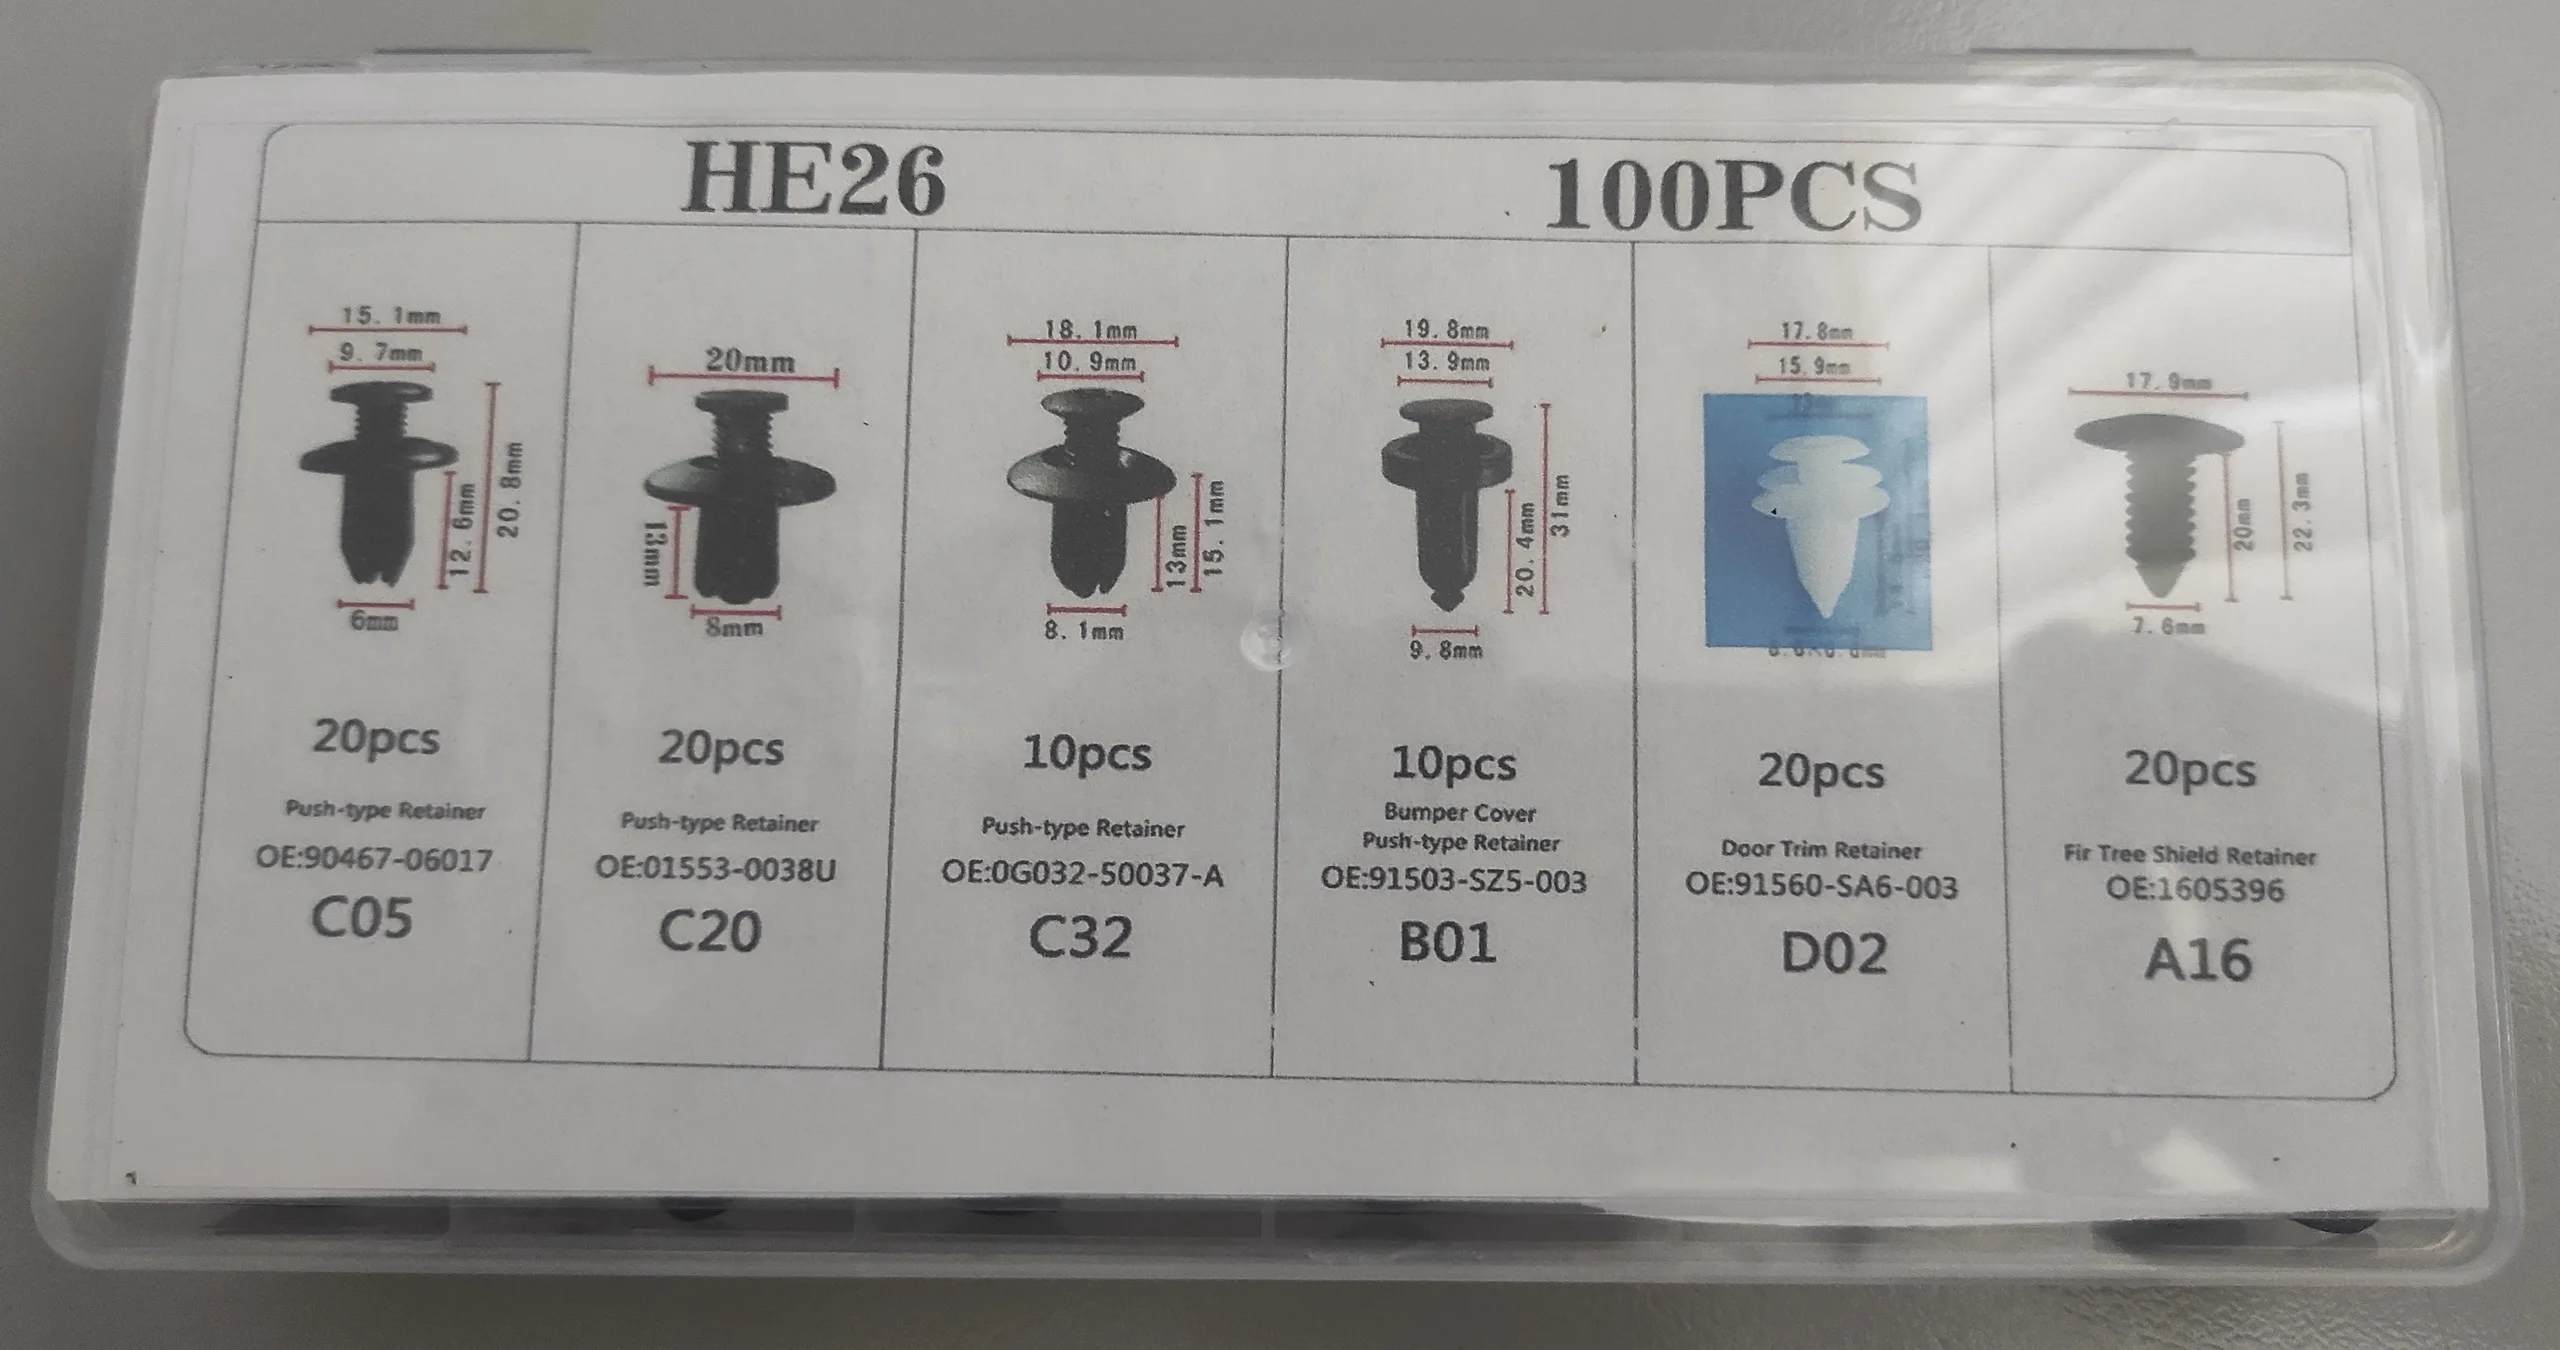 HE26 100PCS
15.1mm
9.7mm
12.6mm
20.8mm
6mm
20pcs
Push-type Retainer
OE:90467-06017
C05
20mm
13mm
8mm
20pcs
Push-type Retainer
OE:01553-0038U
C20
18.1mm
10.9mm
13mm
15.1mm
8.1mm
10pcs
Push-type Retainer
OE:0G032-50037-A
C32
19.8mm
13.9mm
20.4mm
31mm
9.8mm
10pcs
Bumper Cover
Push-type Retainer
OE:91503-SZ5-003
B01
17.8mm
15.9mm
20pcs
Door Trim Retainer
OE:91560-SA6-003
D02
17.9mm
20mm
22.3mm
7.6mm
20pcs
Fir Tree Shield Retainer
OE:1605396
A16